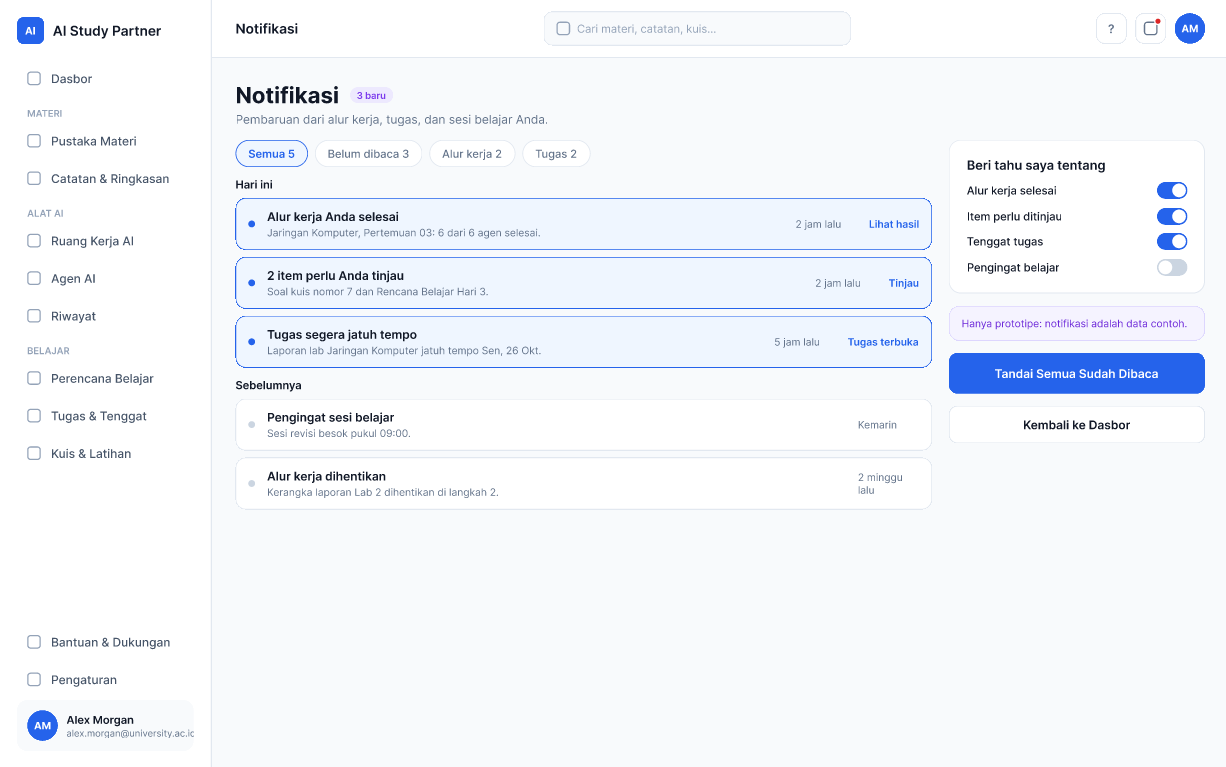 AI AI Study Partner
Dasbor
MATERI
Pustaka Materi
Catatan & Ringkasan
ALAT AI
Ruang Kerja AI
Agen AI
Riwayat
BELAJAR
Perencana Belajar
Tugas & Tenggat
Kuis & Latihan
Bantuan & Dukungan
Pengaturan
AM Alex Morgan
alex.morgan@university.ac.id
Notifikasi
Cari materi, catatan, kuis...
? AM
Notifikasi 3 baru
Pembaruan dari alur kerja, tugas, dan sesi belajar Anda.
Semua 5 Belum dibaca 3 Alur kerja 2 Tugas 2
Hari ini
Alur kerja Anda selesai
Jaringan Komputer, Pertemuan 03: 6 dari 6 agen selesai.
2 jam lalu Lihat hasil
2 item perlu Anda tinjau
Soal kuis nomor 7 dan Rencana Belajar Hari 3.
2 jam lalu Tinjau
Tugas segera jatuh tempo
Laporan lab Jaringan Komputer jatuh tempo Sen, 26 Okt.
5 jam lalu Tugas terbuka
Sebelumnya
Pengingat sesi belajar
Sesi revisi besok pukul 09:00.
Kemarin
Alur kerja dihentikan
Kerangka laporan Lab 2 dihentikan di langkah 2.
2 minggu
lalu
Beri tahu saya tentang
Alur kerja selesai
Item perlu ditinjau
Tenggat tugas
Pengingat belajar
Hanya prototipe: notifikasi adalah data contoh.
Tandai Semua Sudah Dibaca
Kembali ke Dasbor